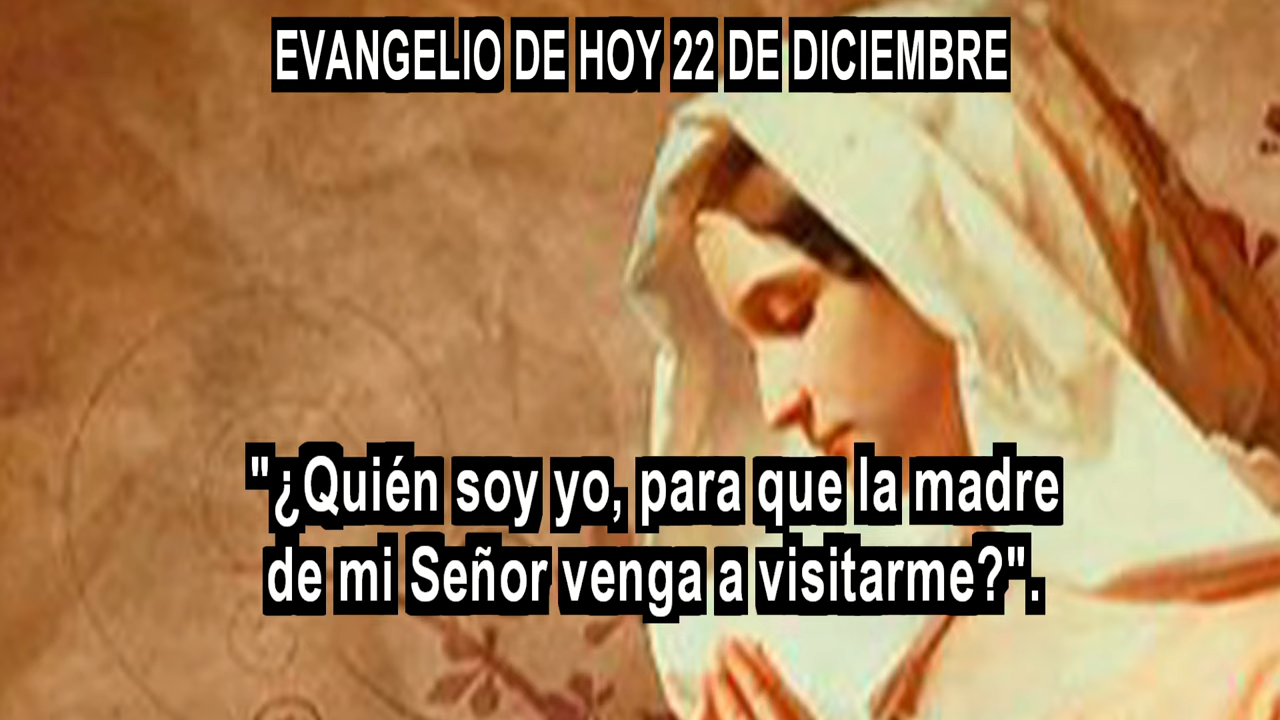 EVANGELIO DE HOY 22 DE DICIEMBRE
"¿Quién soy yo, para que la madre
de mi Señor venga a visitarme?".